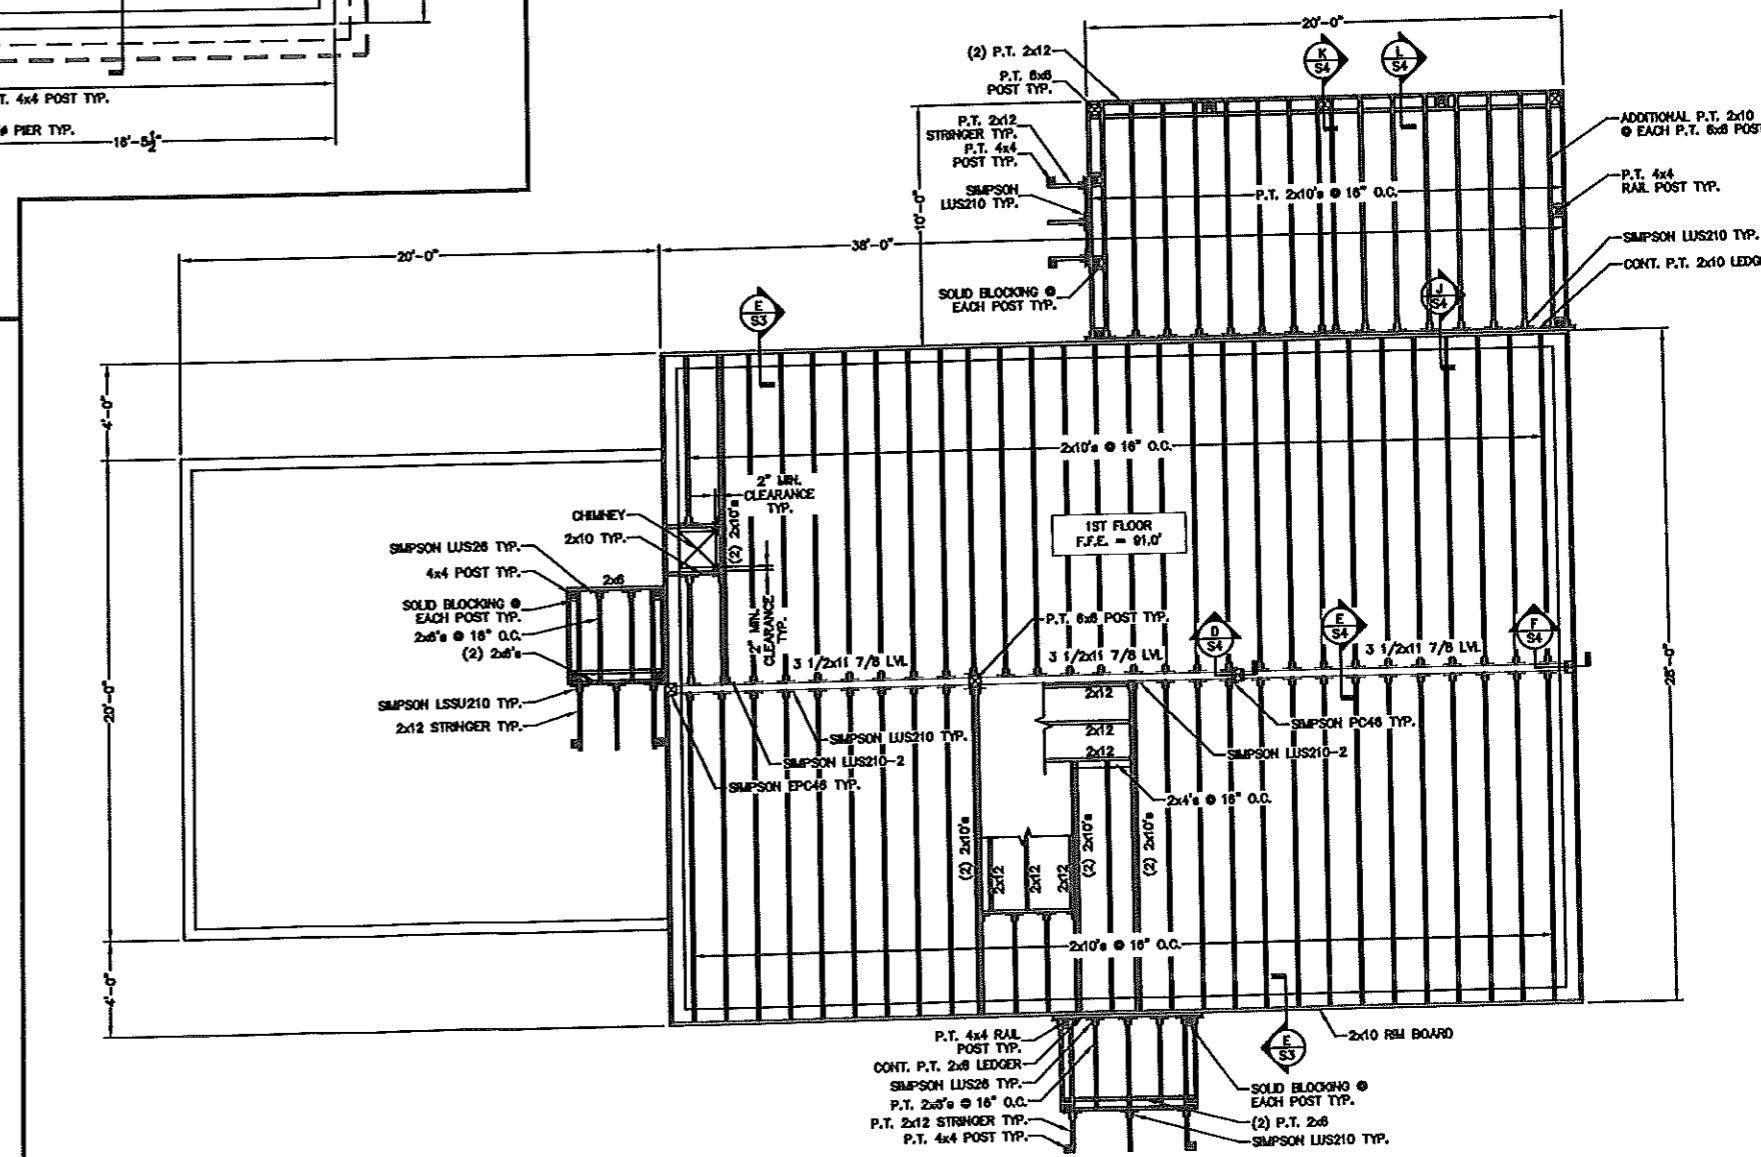 T. 4x4 POST TYP.
PIER TYP.
16'-5½"
20'-0"
(2) P.T. 2x12
P.T. 6x6
POST TYP.
K
S4
L
S4
P.T. 2x12
STRINGER TYP.
P.T. 4x4
POST TYP.
SIMPSON
LUS210 TYP.
10'-0"
P.T. 2x10's @ 16" O.C.
ADDITIONAL P.T. 2x10
@ EACH P.T. 6x6 POST
P.T. 4x4
RAIL POST TYP.
SIMPSON LUS210 TYP.
CONT. P.T. 2x10 LEDG
20'-0"
38'-0"
SOLID BLOCKING @
EACH POST TYP.
J
S4
E
S3
4'-0"
2x10's @ 16" O.C.
2" MIN.
CLEARANCE
TYP.
CHIMNEY
2x10 TYP.
(2) 2x10's
1ST FLOOR
F.F.E. = 91.0'
SIMPSON LUS26 TYP.
4x4 POST TYP.
2x6
SOLID BLOCKING @
EACH POST TYP.
2x6's @ 16" O.C.
(2) 2x6's
2" MIN.
CLEARANCE
TYP.
P.T. 6x6 POST TYP.
D
S4
E
S4
F
S4
3 1/2x11 7/8 LVL
3 1/2x11 7/8 LVL
3 1/2x11 7/8 LVL
28'-0"
20'-0"
SIMPSON LSSU210 TYP.
2x12 STRINGER TYP.
SIMPSON LUS210 TYP.
SIMPSON LUS210-2
SIMPSON EPC46 TYP.
2x12
2x12
2x12
SIMPSON PC46 TYP.
SIMPSON LUS210-2
2x4's @ 16" O.C.
(2) 2x10's
(2) 2x10's
(2) 2x10's
2x12
2x12
2x12
2x10's @ 16" O.C.
4'-0"
P.T. 4x4 RAIL
POST TYP.
CONT. P.T. 2x6 LEDGER
SIMPSON LUS26 TYP.
P.T. 2x6's @ 16" O.C.
P.T. 2x12 STRINGER TYP.
P.T. 4x4 POST TYP.
E
S3
2x10 RIM BOARD
SOLID BLOCKING @
EACH POST TYP.
(2) P.T. 2x6
SIMPSON LUS210 TYP.